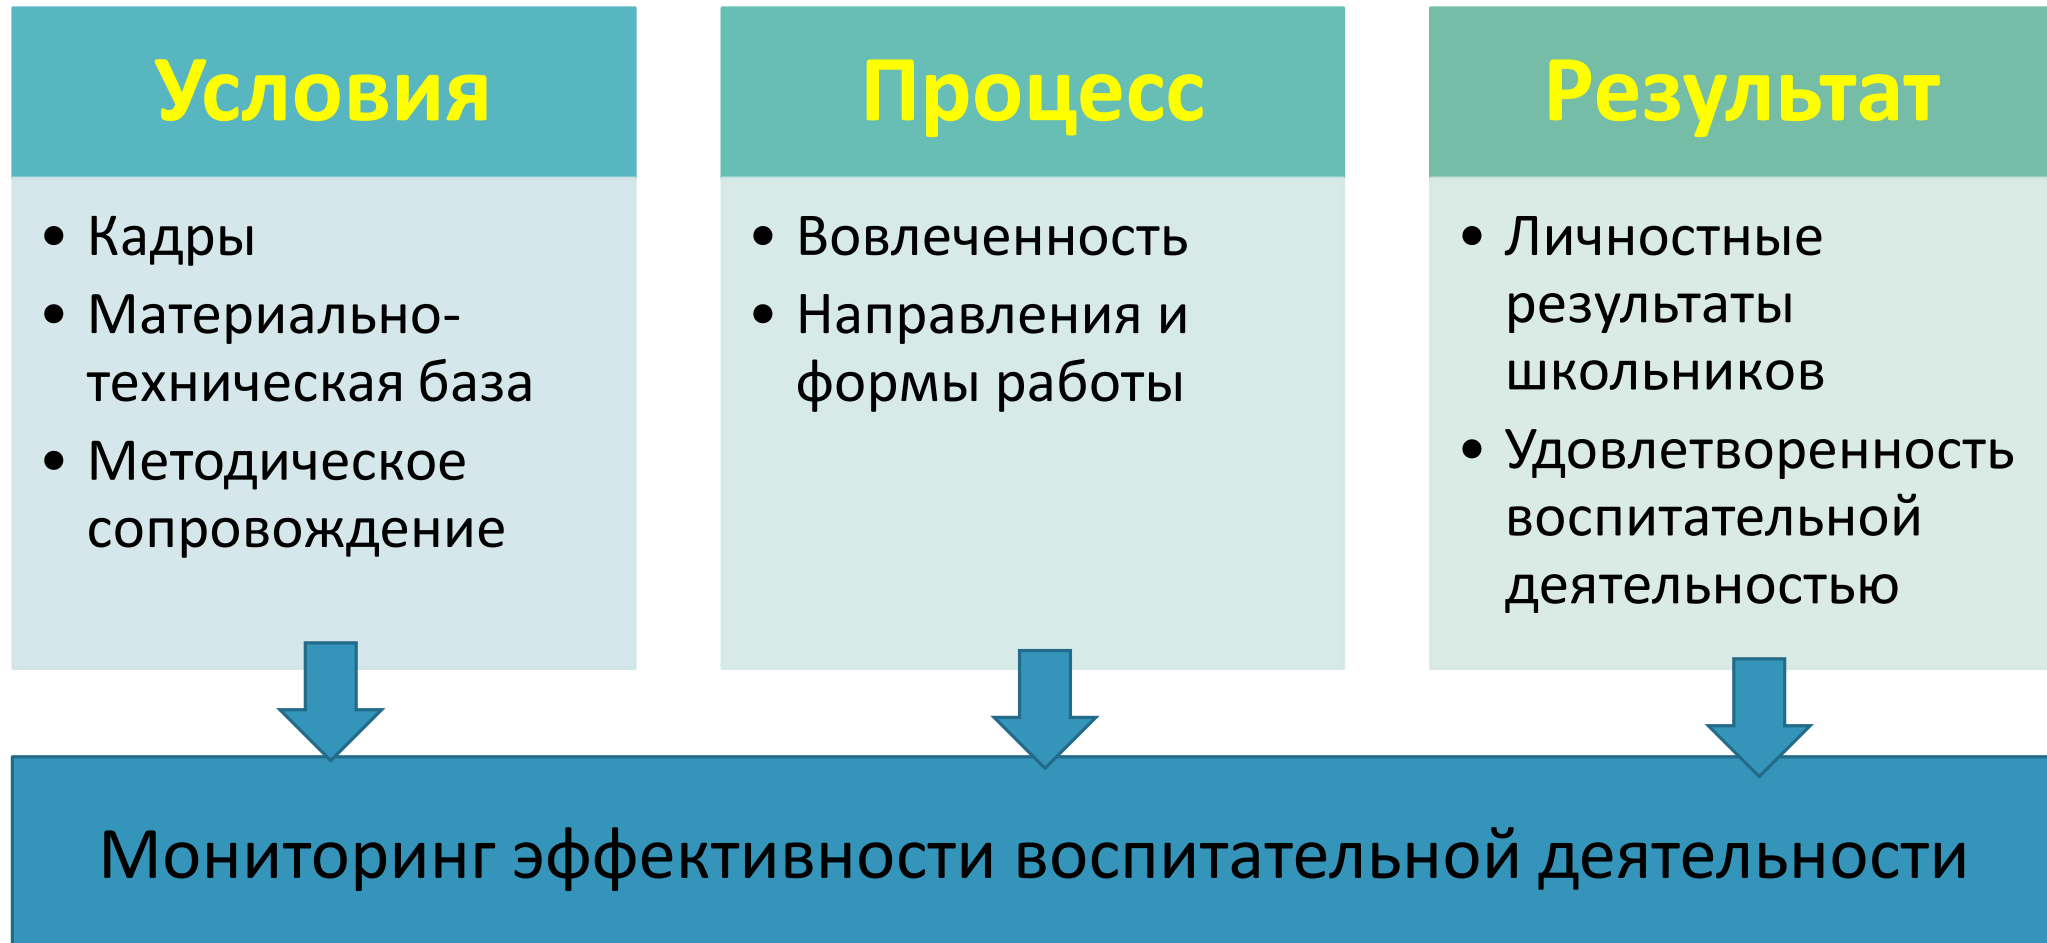 Условия
• Кадры
• Материально-
техническая база
• Методическое
сопровождение
Процесс
• Вовлеченность
• Направления и
формы работы
Результат
• Личностные
результаты
школьников
• Удовлетворенность
воспитательной
деятельностью
Мониторинг эффективности воспитательной деятельности